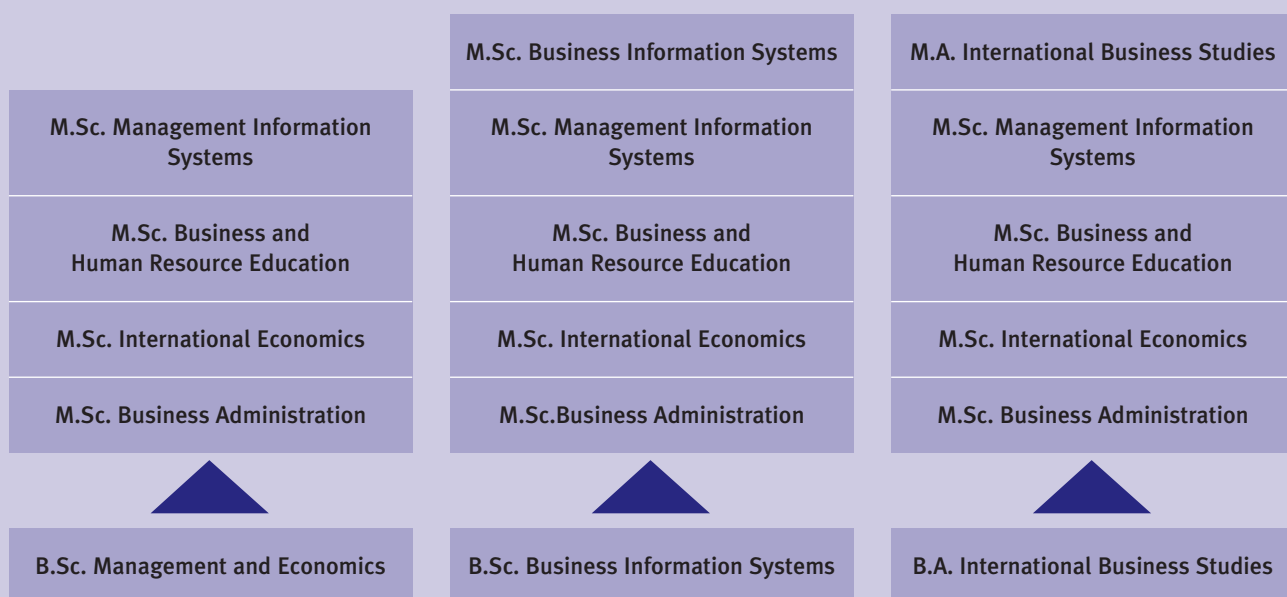 M.Sc. Management Information
Systems
M.Sc. Business and
Human Resource Education
M.Sc. International Economics
M.Sc. Business Administration
B.Sc. Management and Economics
M.Sc. Business Information Systems
M.Sc. Management Information
Systems
M.Sc. Business and
Human Resource Education
M.Sc. International Economics
M.Sc.Business Administration
B.Sc. Business Information Systems
M.A. International Business Studies
M.Sc. Management Information
Systems
M.Sc. Business and
Human Resource Education
M.Sc. International Economics
M.Sc. Business Administration
B.A. International Business Studies